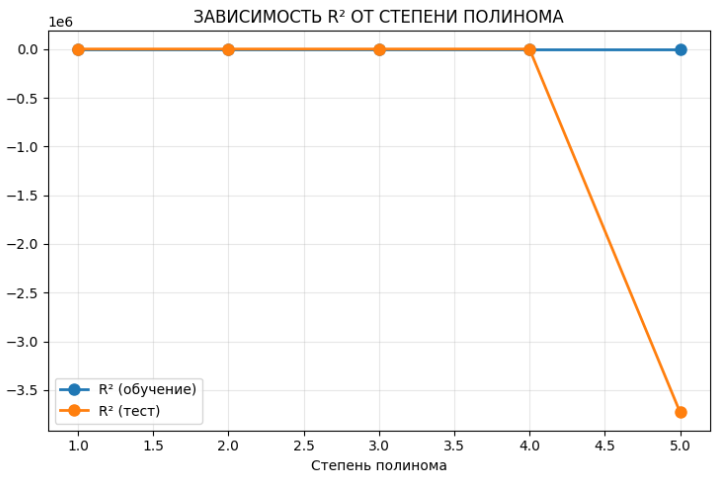 ЗАВИСИМОСТЬ R² ОТ СТЕПЕНИ ПОЛИНОМА
1e6
0.0
−0.5
−1.0
−1.5
−2.0
−2.5
−3.0
−3.5
R² (обучение)
R² (тест)
1.0 1.5 2.0 2.5 3.0 3.5 4.0 4.5 5.0
Степень полинома